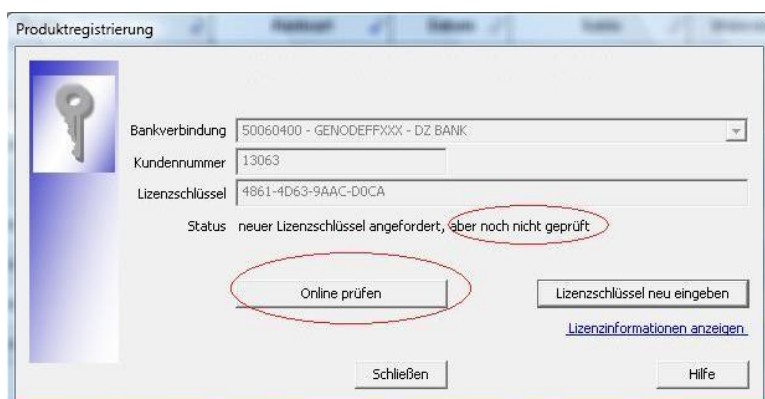 Produktregistrierung
Bankverbindung 50060400 - GENODEFFXXX - DZ BANK
Kundennummer 13063
Lizenzschlüssel 4861-4D63-9AAC-D0CA
Status neuer Lizenzschlüssel angefordert, aber noch nicht geprüft
Online prüfen Lizenzschlüssel neu eingeben
Lizenzinformationen anzeigen
Schließen Hilfe